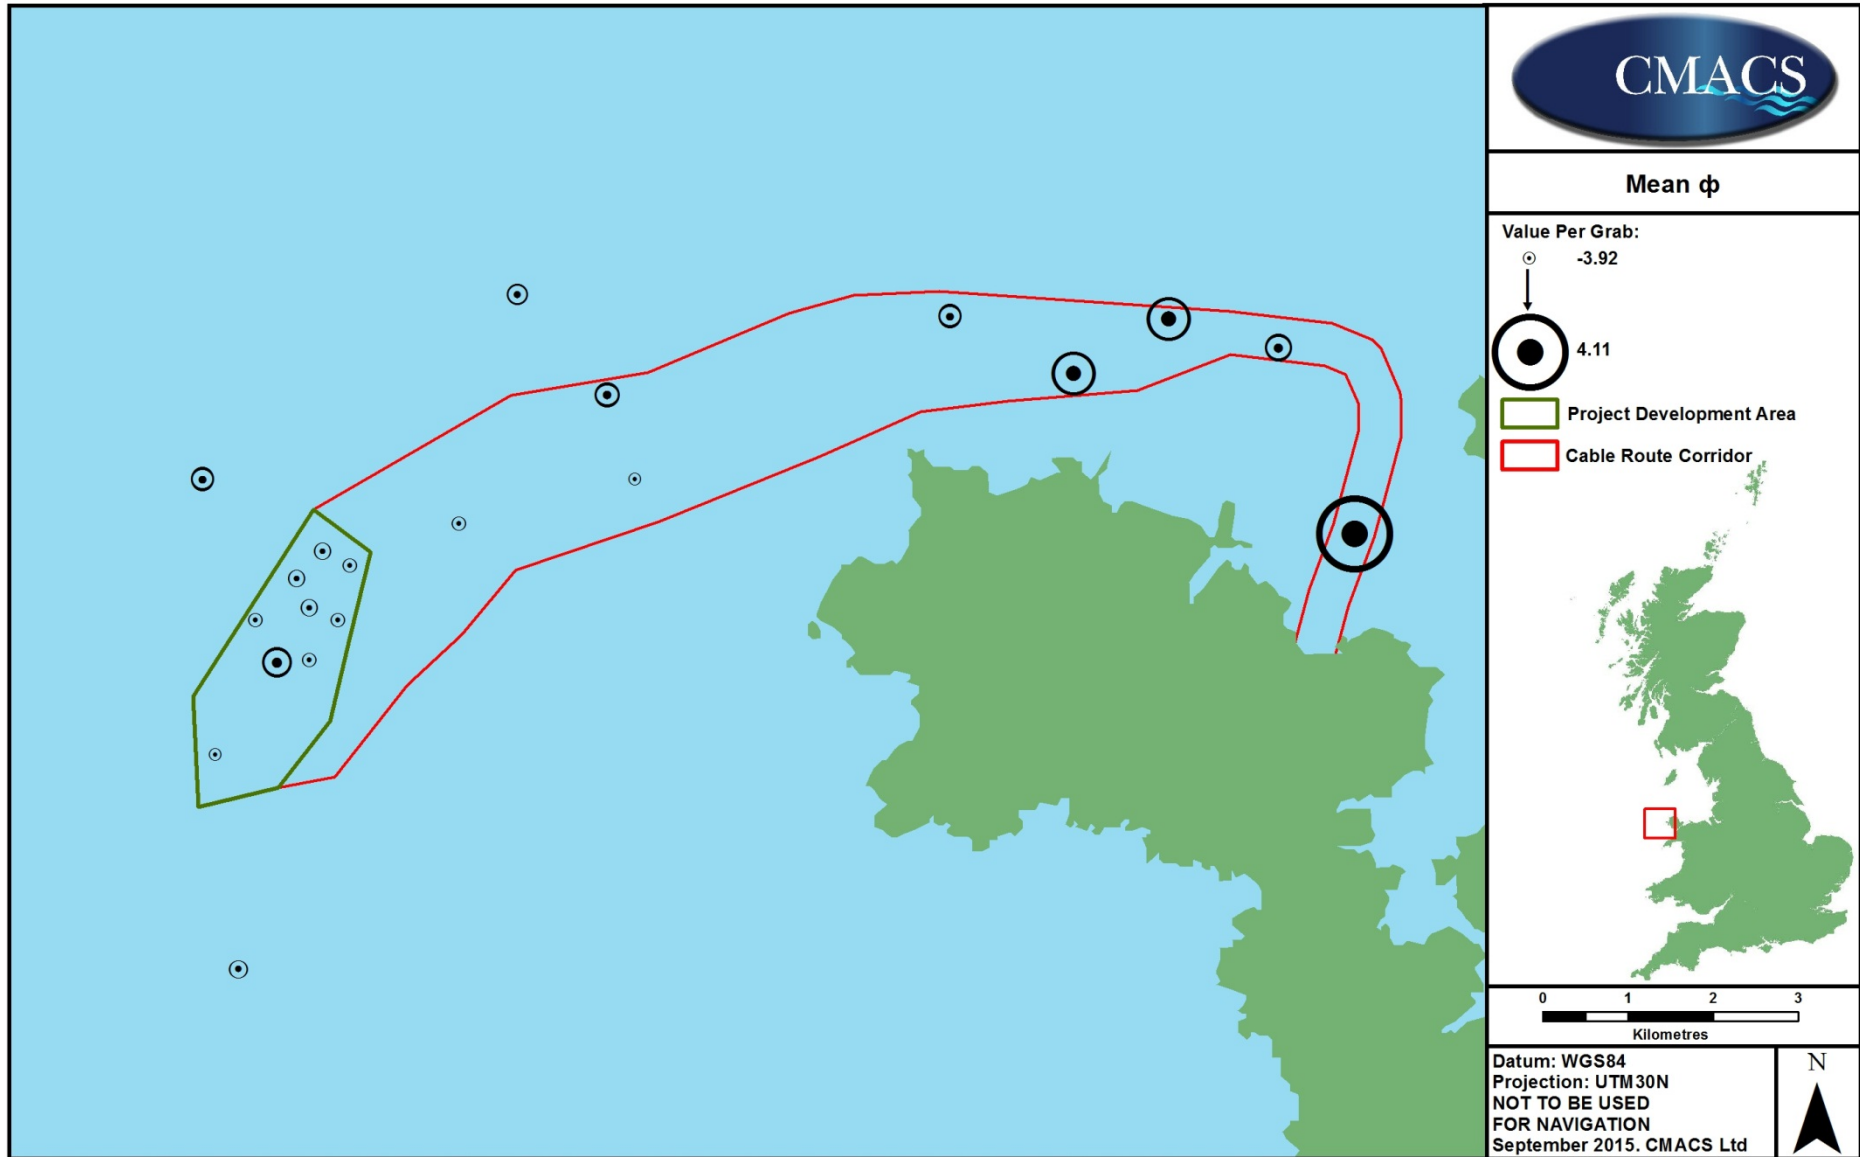 CMACS
Mean ф
Value Per Grab:
-3.92
4.11
Project Development Area
Cable Route Corridor
0 1 2 3
Kilometres
Datum: WGS84
Projection: UTM30N
NOT TO BE USED
FOR NAVIGATION
September 2015. CMACS Ltd
N